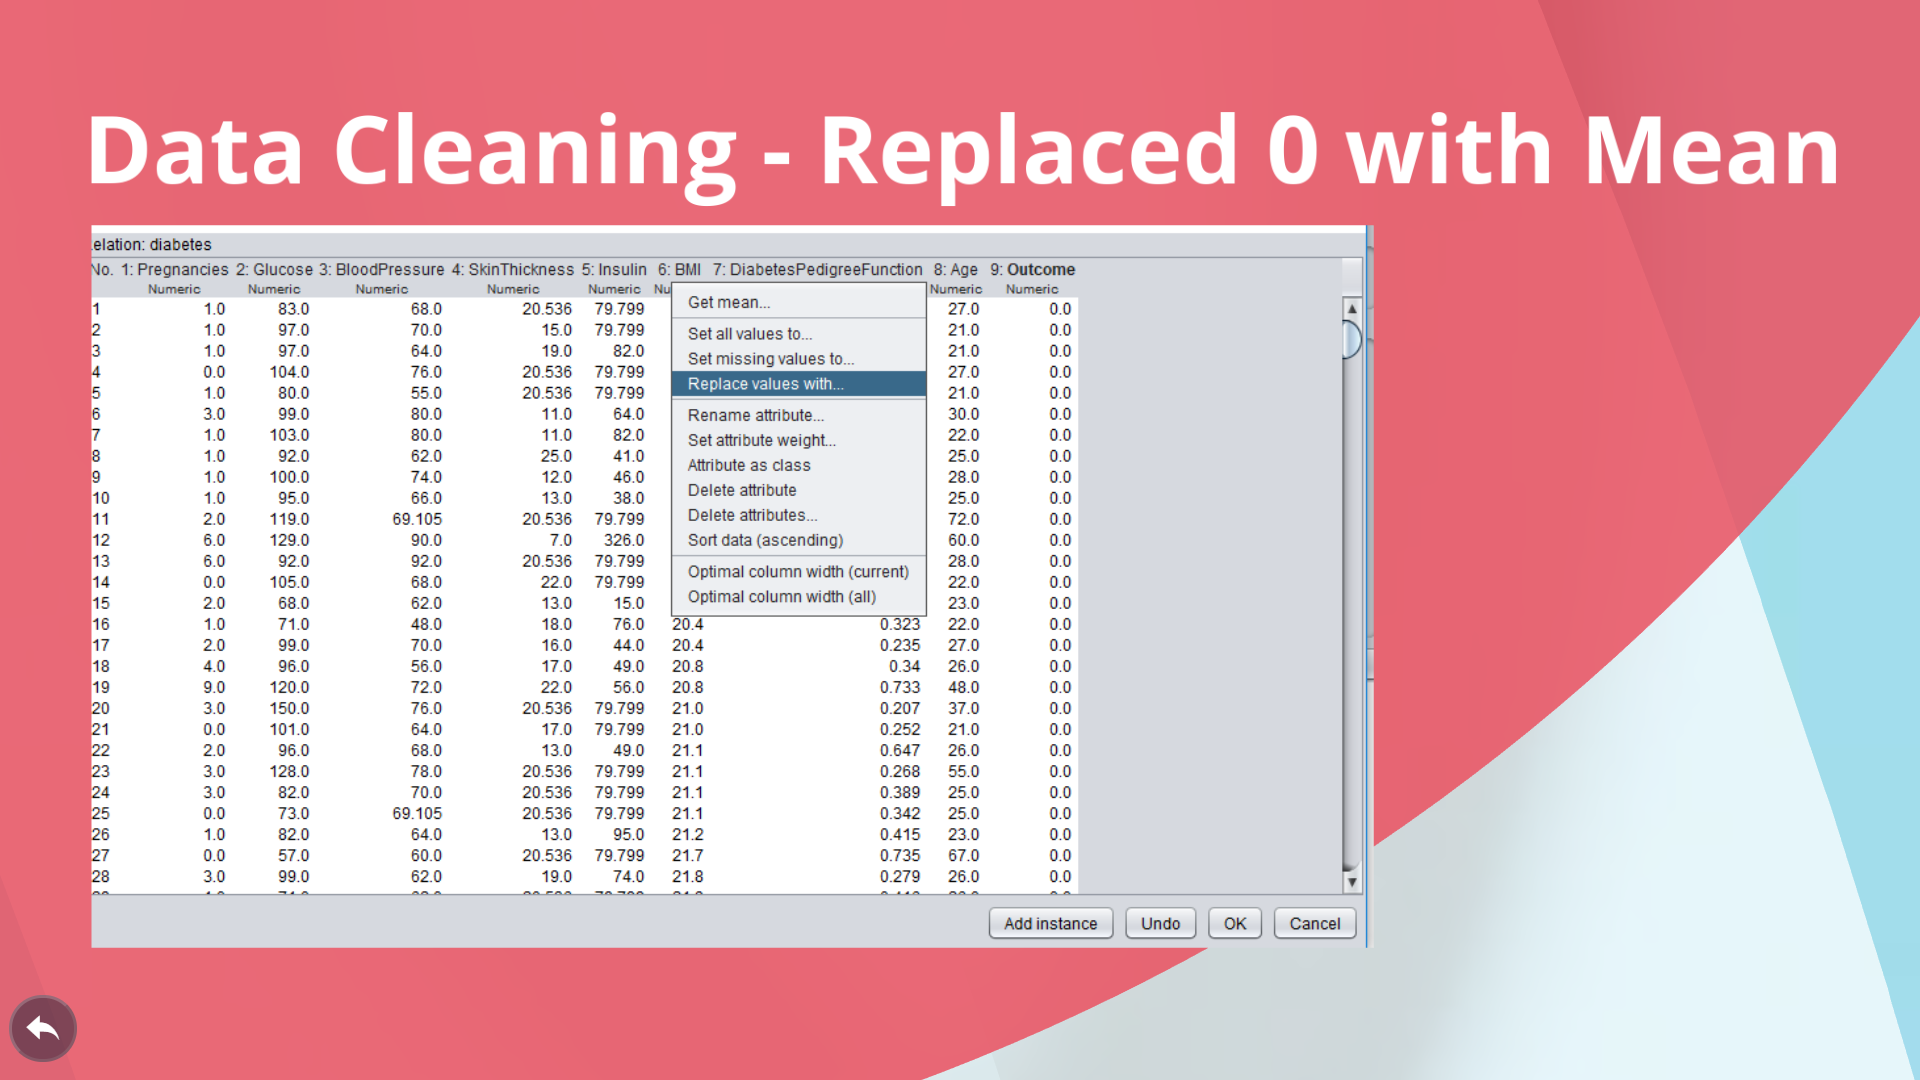 Data Cleaning - Replaced 0 with Mean
elation: diabetes
No. 1: Pregnancies 2: Glucose 3: BloodPressure 4: SkinThickness 5: Insulin 6: BMI 7: DiabetesPedigreeFunction 8: Age 9: Outcome
Numeric Numeric Numeric Numeric Numeric Nu Numeric Numeric
Get mean...
Set all values to...
Set missing values to...
Replace values with...
Rename attribute...
Set attribute weight...
Attribute as class
Delete attribute
Delete attributes...
Sort data (ascending)
Optimal column width (current)
Optimal column width (all)
1 1.0 83.0 68.0 20.536 79.799 27.0 0.0
2 1.0 97.0 70.0 15.0 79.799 21.0 0.0
3 1.0 97.0 64.0 19.0 82.0 21.0 0.0
4 0.0 104.0 76.0 20.536 79.799 27.0 0.0
5 1.0 80.0 55.0 20.536 79.799 21.0 0.0
6 3.0 99.0 80.0 11.0 64.0 30.0 0.0
7 1.0 103.0 80.0 11.0 82.0 22.0 0.0
8 1.0 92.0 62.0 25.0 41.0 25.0 0.0
9 1.0 100.0 74.0 12.0 46.0 28.0 0.0
10 1.0 95.0 66.0 13.0 38.0 25.0 0.0
11 2.0 119.0 69.105 20.536 79.799 72.0 0.0
12 6.0 129.0 90.0 7.0 326.0 60.0 0.0
13 6.0 92.0 92.0 20.536 79.799 28.0 0.0
14 0.0 105.0 68.0 22.0 79.799 22.0 0.0
15 2.0 68.0 62.0 13.0 15.0 23.0 0.0
16 1.0 71.0 48.0 18.0 76.0 20.4 0.323 22.0 0.0
17 2.0 99.0 70.0 16.0 44.0 20.4 0.235 27.0 0.0
18 4.0 96.0 56.0 17.0 49.0 20.8 0.34 26.0 0.0
19 9.0 120.0 72.0 22.0 56.0 20.8 0.733 48.0 0.0
20 3.0 150.0 76.0 20.536 79.799 21.0 0.207 37.0 0.0
21 0.0 101.0 64.0 17.0 79.799 21.0 0.252 21.0 0.0
22 2.0 96.0 68.0 13.0 49.0 21.1 0.647 26.0 0.0
23 3.0 128.0 78.0 20.536 79.799 21.1 0.268 55.0 0.0
24 3.0 82.0 70.0 20.536 79.799 21.1 0.389 25.0 0.0
25 0.0 73.0 69.105 20.536 79.799 21.1 0.342 25.0 0.0
26 1.0 82.0 64.0 13.0 95.0 21.2 0.415 23.0 0.0
27 0.0 57.0 60.0 20.536 79.799 21.7 0.735 67.0 0.0
28 3.0 99.0 62.0 19.0 74.0 21.8 0.279 26.0 0.0
Add instance Undo OK Cancel